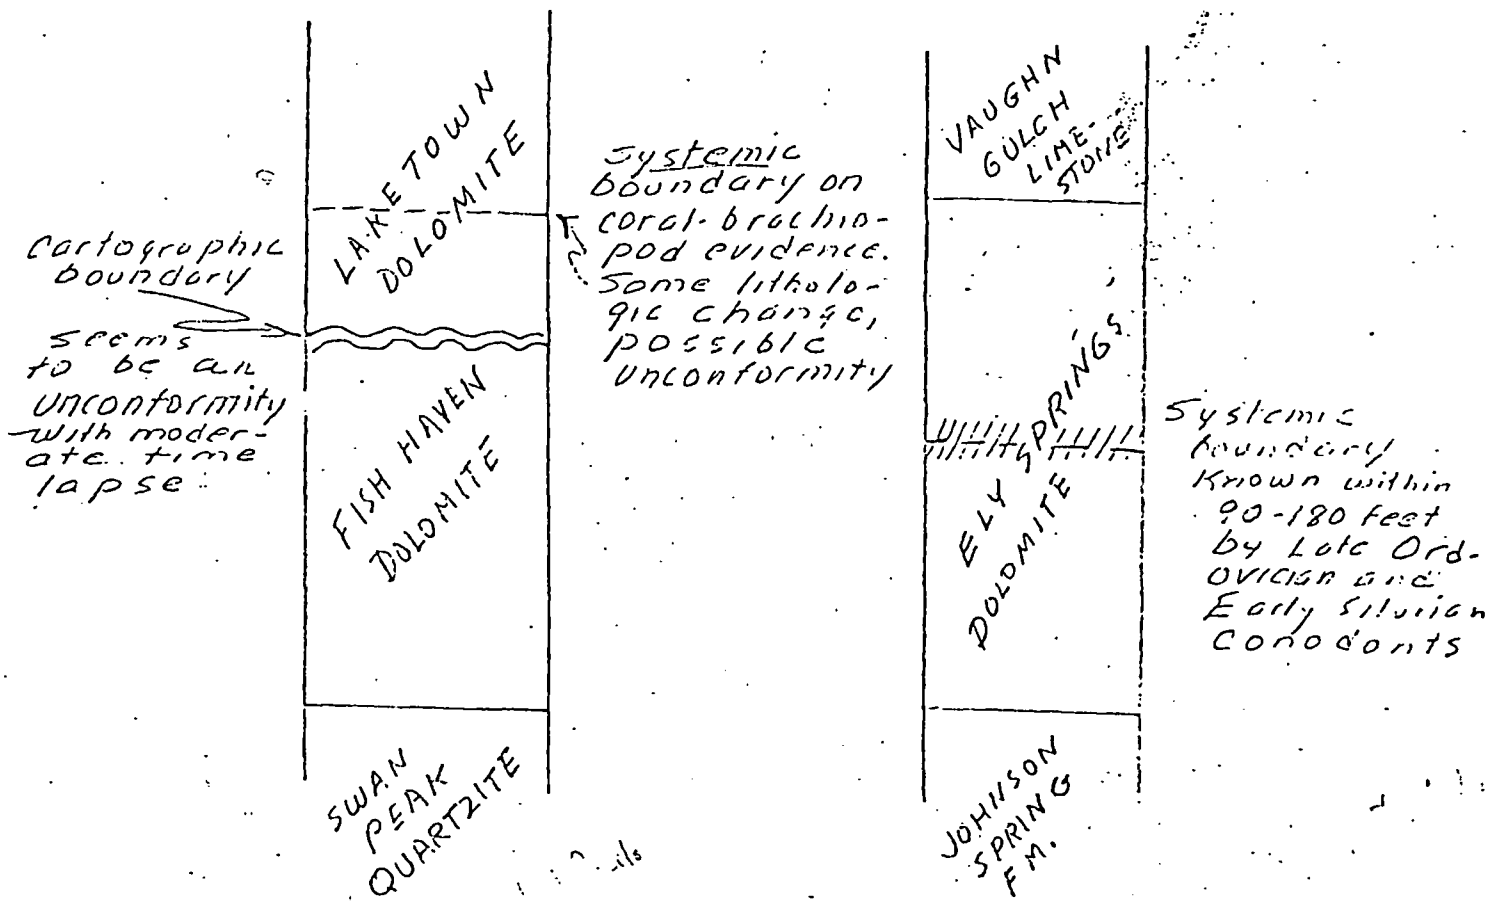 LAKE TOWN
DOLOMITE
cartographic
boundary
seems
to be an
unconformity
with moder-
ate time
lapse
FISH HAVEN
DOLOMITE
SWAN
PEAK
QUARTZITE
Systemic
boundary on
coral-brachio-
pod evidence.
Some litholo-
gic change,
possible
unconformity
VAUGHN
GULCH
LIME-
STONE
ELY SPRINGS
DOLOMITE
JOHNSON
SPRING
FM.
Systemic
boundary
Known within
90-180 feet
by Late Ord-
ovician and
Early Silurian
Conodonts